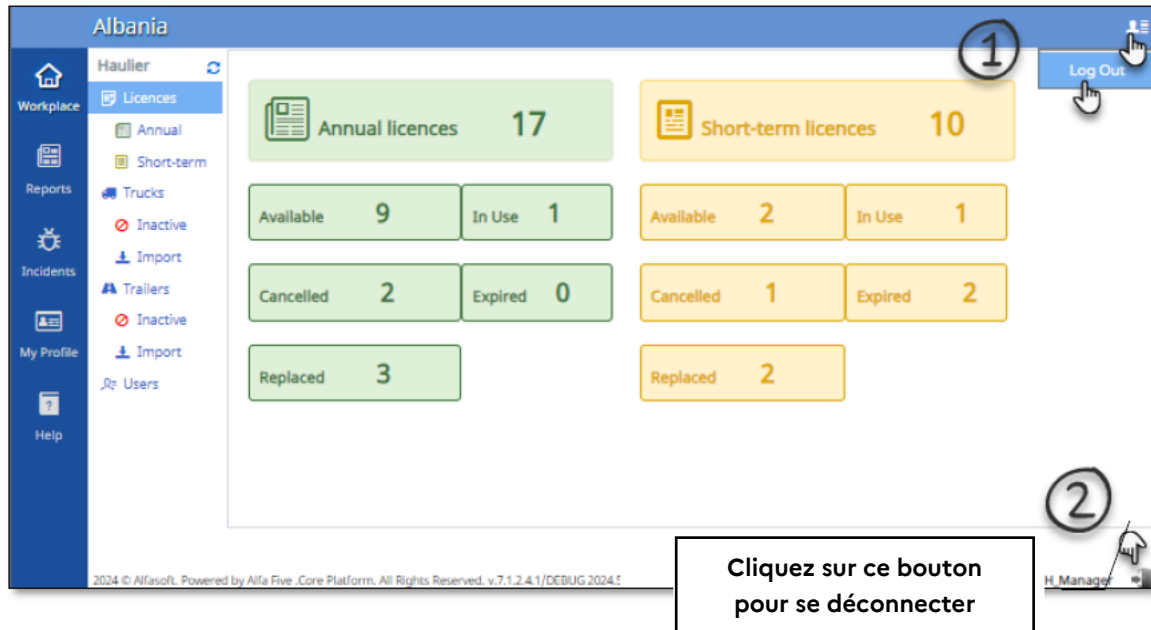 Albania
1
Log Out
Workplace
Reports
Incidents
My Profile
Help
Haulier
Licences
Annual
Short-term
Trucks
Inactive
Import
Trailers
Inactive
Import
Users
Annual licences 17
Available 9
In Use 1
Cancelled 2
Expired 0
Replaced 3
Short-term licences 10
Available 2
In Use 1
Cancelled 1
Expired 2
Replaced 2
2
Cliquez sur ce bouton
pour se déconnecter
2024 © Alfasoft. Powered by Alfa Five .Core Platform. All Rights Reserved. v.7.1.2.4.1/DEBUG 2024.5
H_Manager